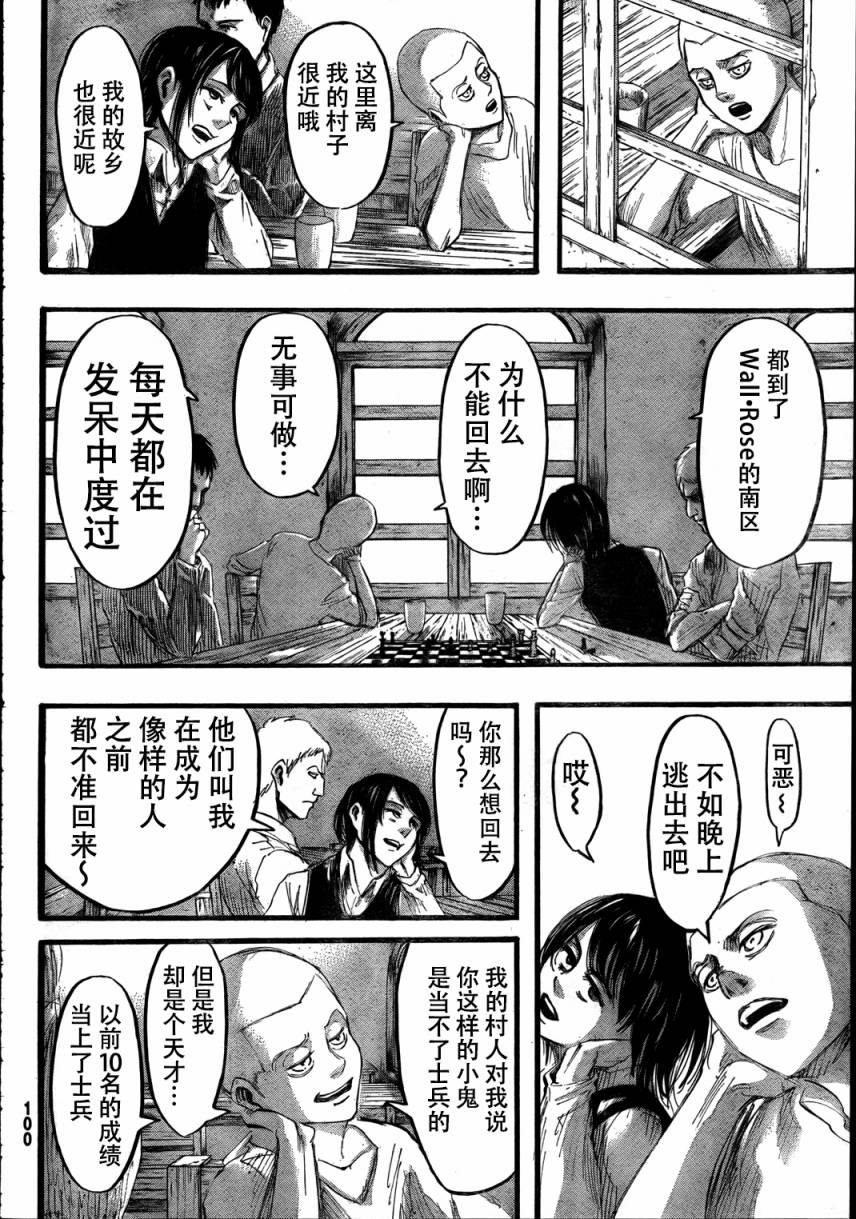 这里离
我的村子
很近哦
我的故乡
也很近呢
都到了
Wall·Rose的南区
为什么
不能回去啊…
无事可做…
每天都在
发呆中度过
可恶～
不如晚上
逃出去吧
哎～
你那么想回去
吗～?
他们叫我
在成为
像样的人
之前
都不准回来～
我的村人对我说
你这样的小鬼
是当不了士兵的
但是我
却是个天才…
以前10名的成绩
当上了士兵
100